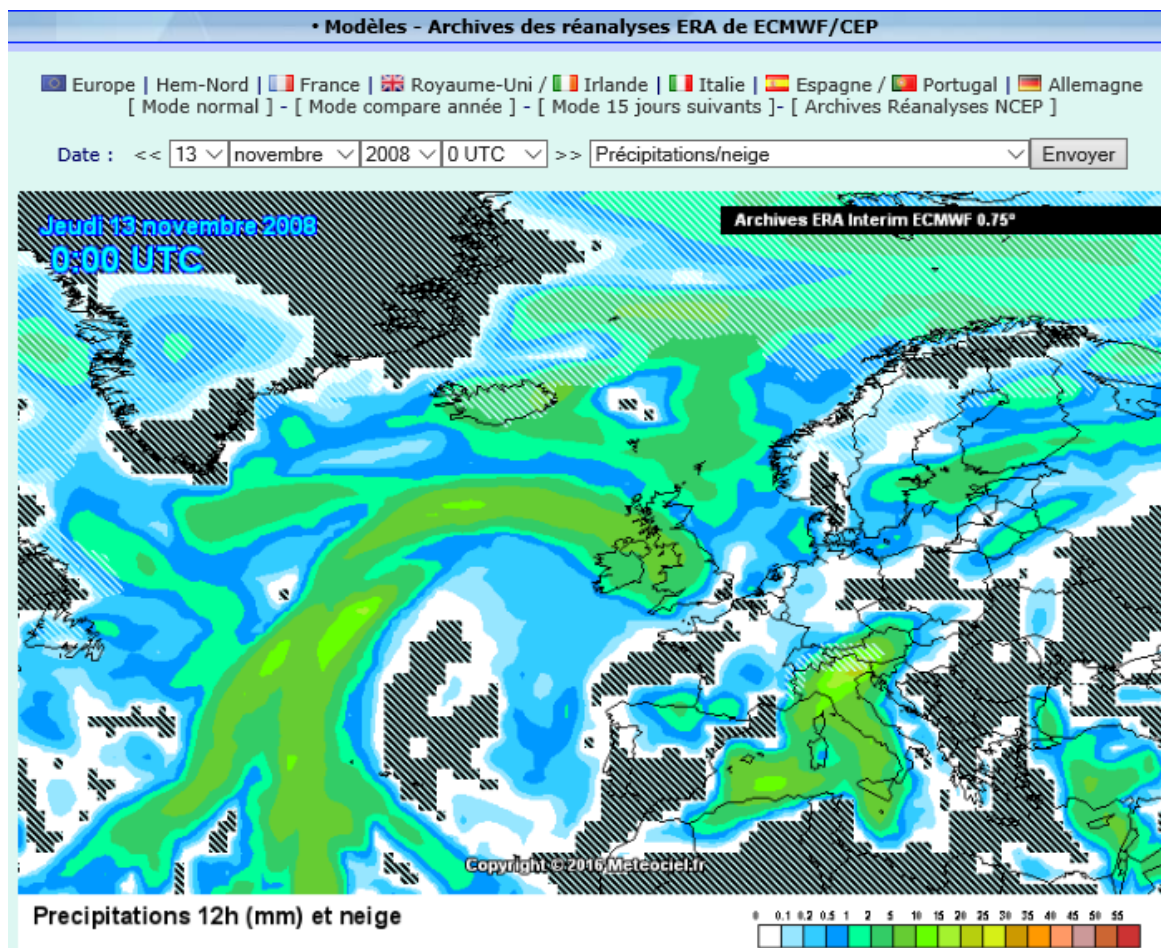 • Modèles - Archives des réanalyses ERA de ECMWF/CEP
Europe | Hem-Nord | France | Royaume-Uni / Irlande | Italie | Espagne / Portugal | Allemagne
[ Mode normal ] - [ Mode compare année ] - [ Mode 15 jours suivants ]- [ Archives Réanalyses NCEP ]
Date : << 13 novembre 2008 0 UTC >> Précipitations/neige Envoyer
Jeudi 13 novembre 2008
0:00 UTC
Archives ERA Interim ECMWF 0.75°
Copyright © 2016 Meteociel.fr
Precipitations 12h (mm) et neige
0 0.1 0.2 0.5 1 2 5 10 15 20 25 30 35 40 45 50 55